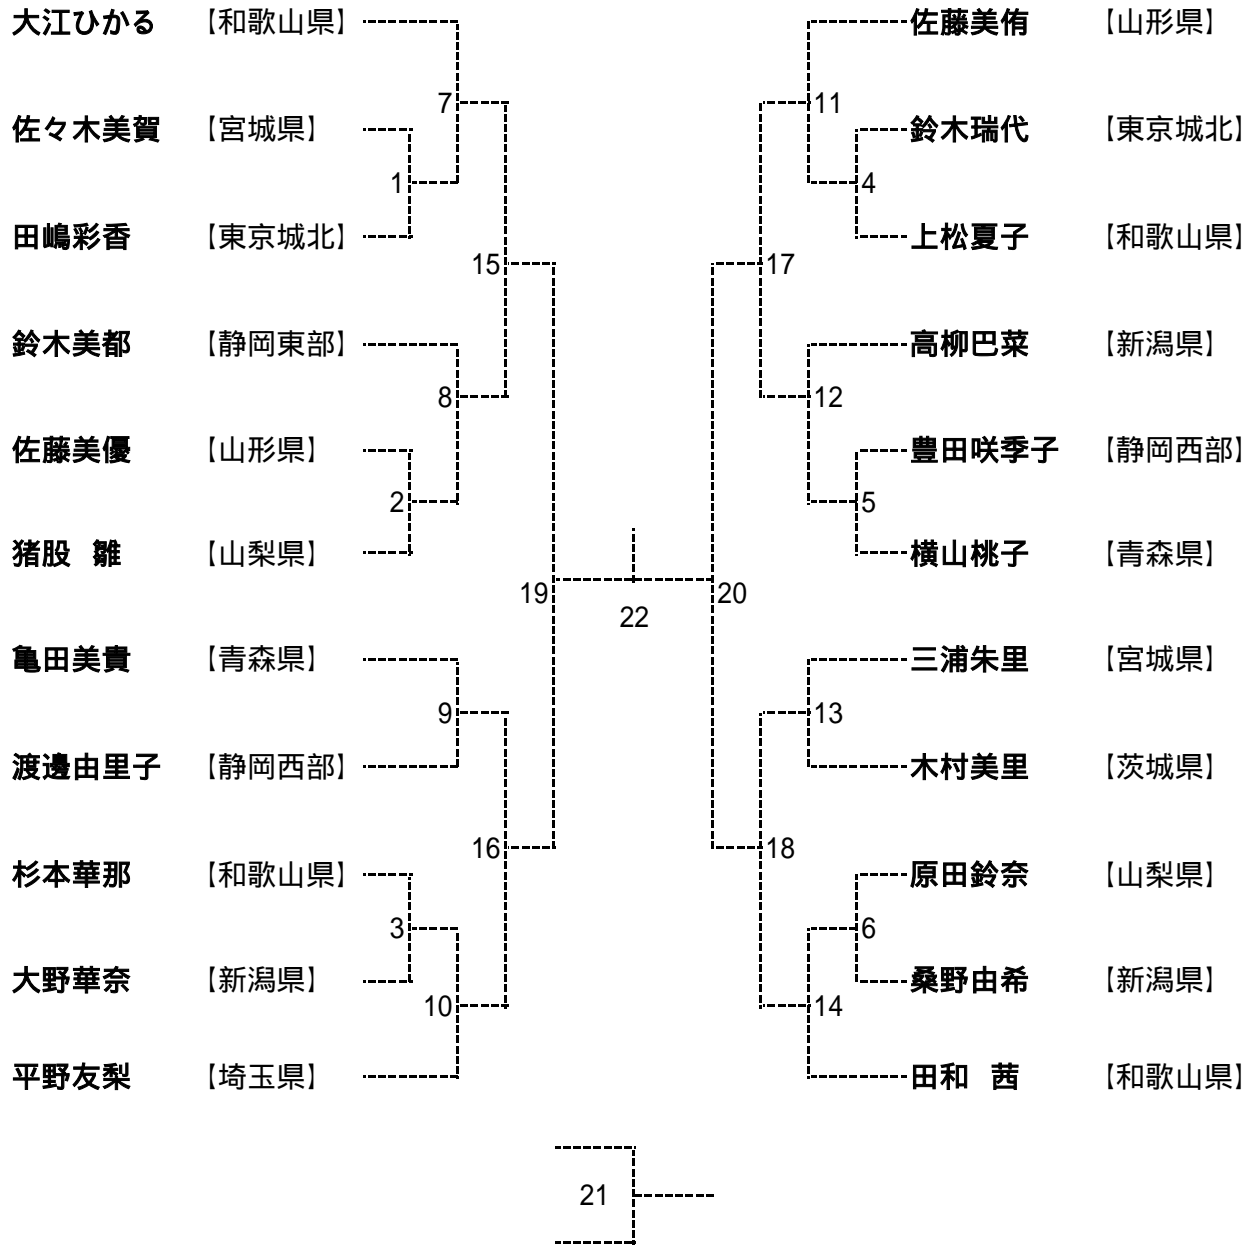 大江ひかる 【和歌山県】 佐藤美侑 【山形県】
7 11
佐々木美賀 【宮城県】 鈴木瑞代 【東京城北】
1 4
田嶋彩香 【東京城北】 上松夏子 【和歌山県】
15 17
鈴木美都 【静岡東部】 高柳巴菜 【新潟県】
8 12
佐藤美優 【山形県】 豊田咲季子 【静岡西部】
2 5
猪股 雛 【山梨県】 横山桃子 【青森県】
19 20
22
亀田美貴 【青森県】 三浦朱里 【宮城県】
9 13
渡邊由里子 【静岡西部】 木村美里 【茨城県】
16 18
杉本華那 【和歌山県】 原田鈴奈 【山梨県】
3 6
大野華奈 【新潟県】 桑野由希 【新潟県】
10 14
平野友梨 【埼玉県】 田和 茜 【和歌山県】
21